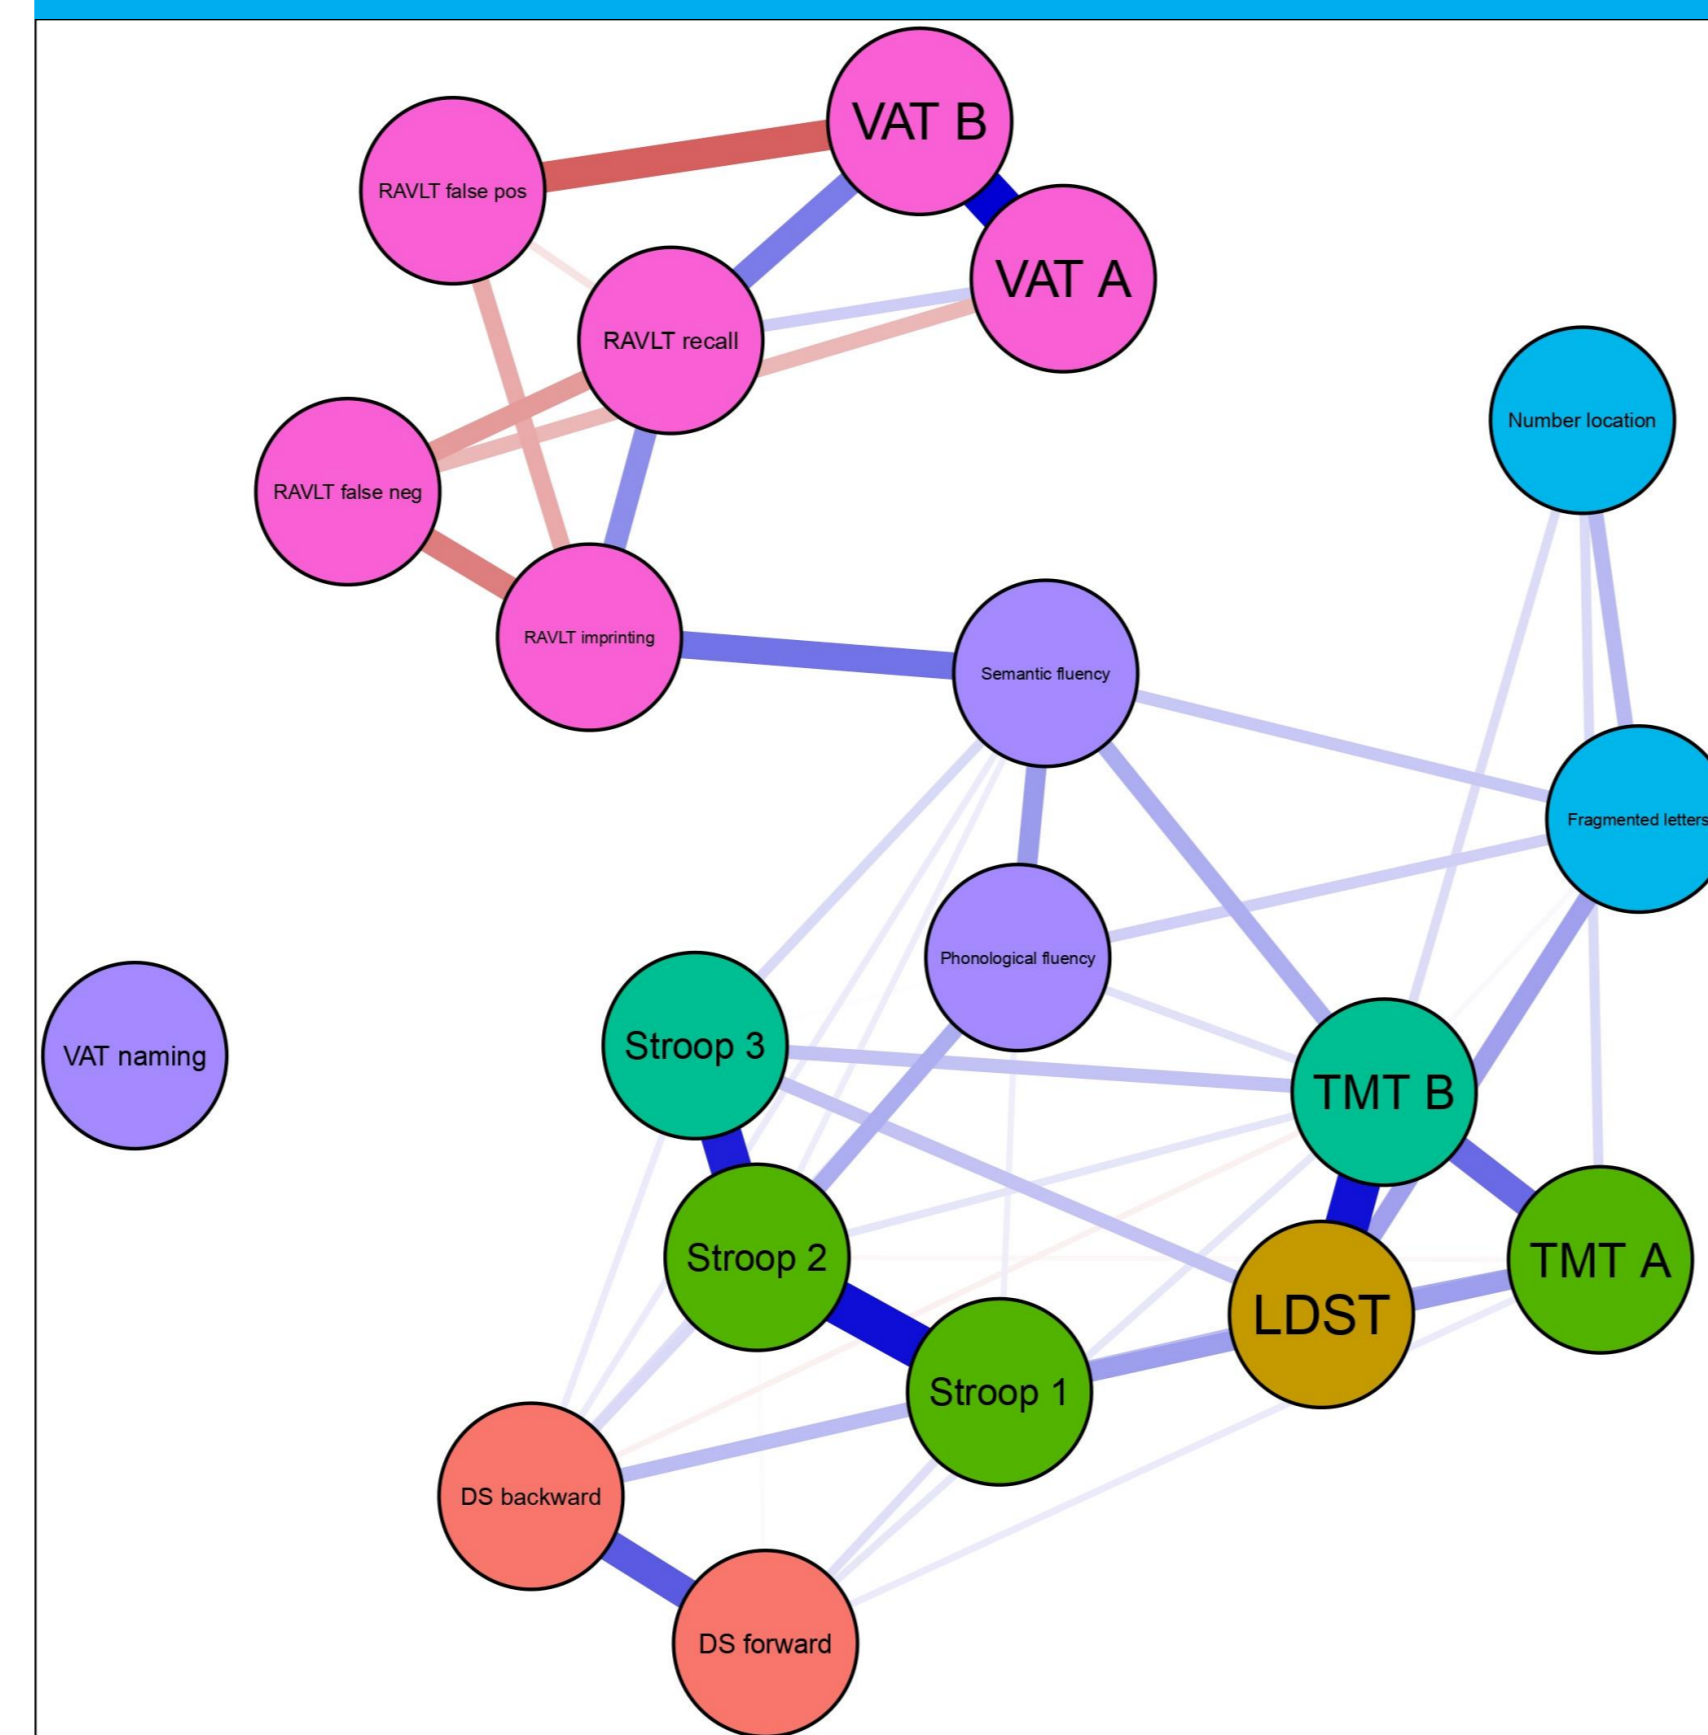 VAT B
RAVLT false pos
VAT A
RAVLT recall
Number location
RAVLT false neg
RAVLT imprinting
Semantic fluency
Fragmented letters
Phonological fluency
Stroop 3
VAT naming
TMT B
Stroop 2
TMT A
LDST
Stroop 1
DS backward
DS forward